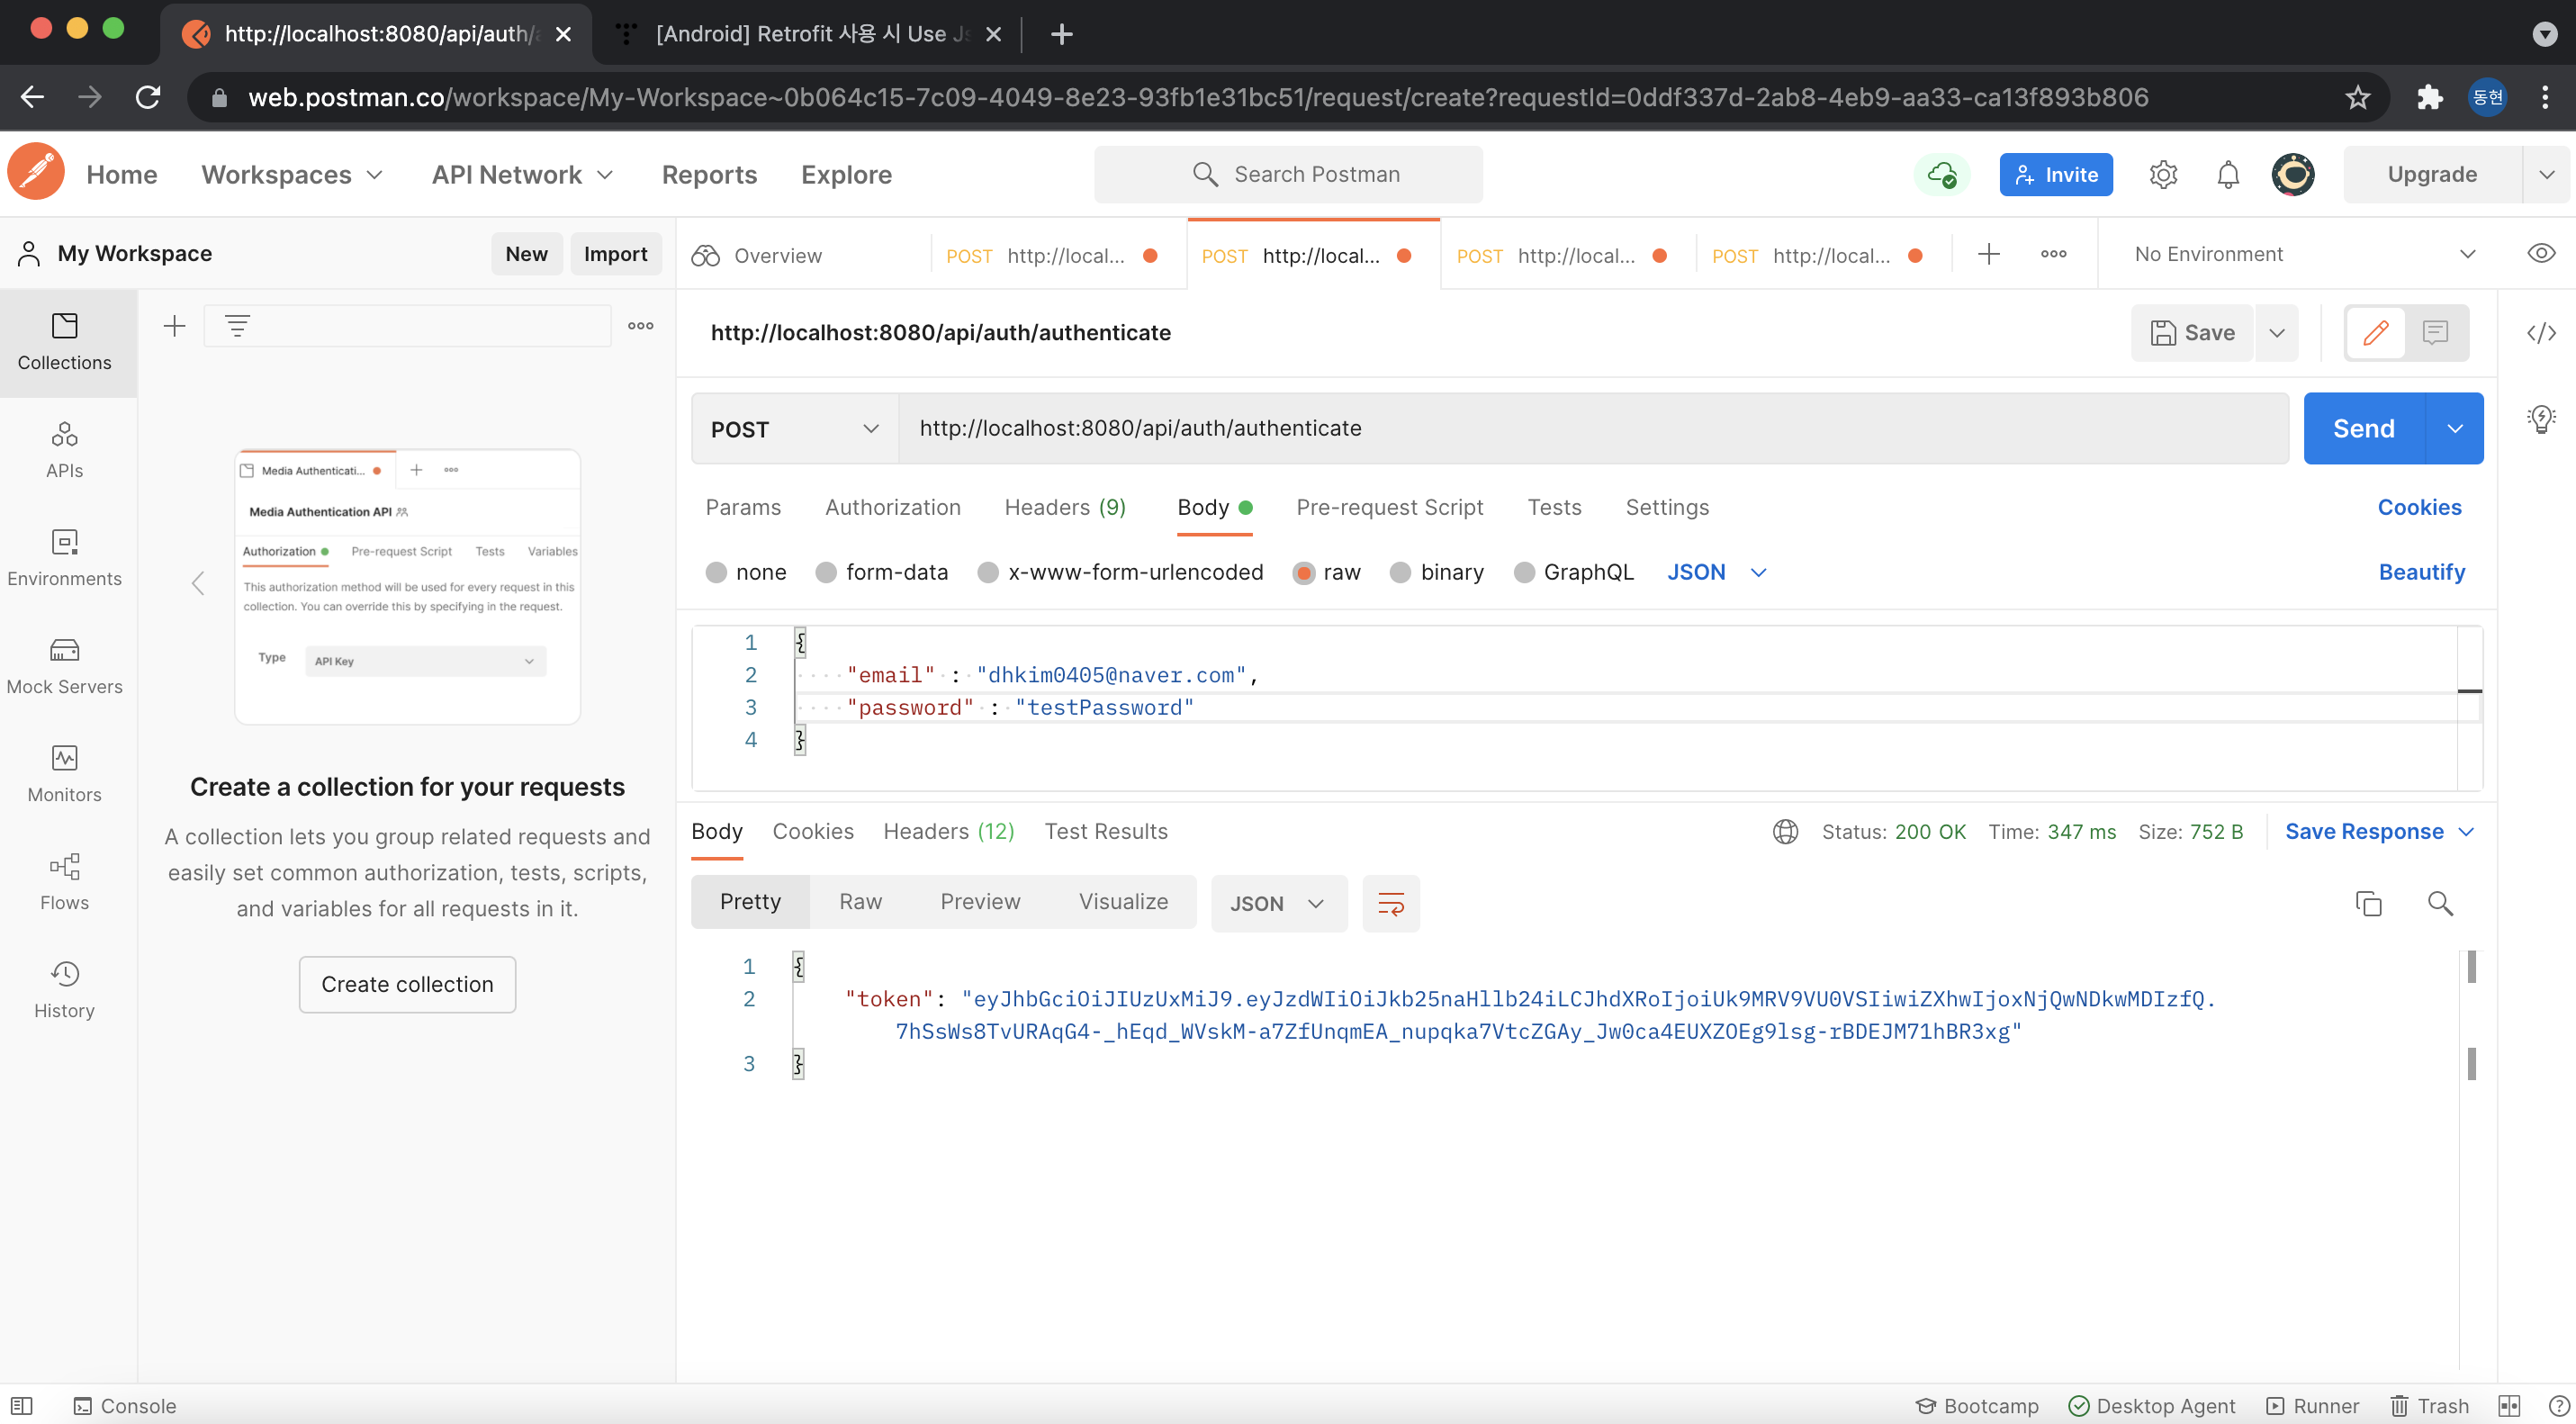 http://localhost:8080/api/auth/a
[Android] Retrofit 사용 시 Use Js
web.postman.co/workspace/My-Workspace~0b064c15-7c09-4049-8e23-93fb1e31bc51/request/create?requestId=0ddf337d-2ab8-4eb9-aa33-ca13f893b806
동현
Home Workspaces API Network Reports Explore
Search Postman
Invite
Upgrade
My Workspace
New Import
Overview
POST http://local...
POST http://local...
POST http://local...
POST http://local...
No Environment
Collections
APIs
Environments
Mock Servers
Monitors
Flows
History
Media Authenticati...
Media Authentication API
Authorization Pre-request Script Tests Variables
This authorization method will be used for every request in this
collection. You can override this by specifying in the request.
Type API Key
Create a collection for your requests
A collection lets you group related requests and
easily set common authorization, tests, scripts,
and variables for all requests in it.
Create collection
http://localhost:8080/api/auth/authenticate
Save
POST http://localhost:8080/api/auth/authenticate
Send
Params Authorization Headers (9) Body Pre-request Script Tests Settings
Cookies
none form-data x-www-form-urlencoded raw binary GraphQL JSON
Beautify
1 {
2 "email" : "dhkim0405@naver.com",
3 "password" : "testPassword"
4 }
Body Cookies Headers (12) Test Results
Status: 200 OK Time: 347 ms Size: 752 B
Save Response
Pretty Raw Preview Visualize
JSON
1 {
2 "token": "eyJhbGciOiJIUzUxMiJ9.eyJzdWIiOiJkb25naHllb24iLCJhdXRoIjoiUk9MRV9VU0VSIiwiZXhwIjoxNjQwNDkwMDIzfQ.
7hSsWs8TvURAqG4-_hEqd_WVskM-a7ZfUnqmEA_nupqka7VtcZGAy_Jw0ca4EUXZOEg9lsg-rBDEJM71hBR3xg"
3 }
Console
Bootcamp Desktop Agent Runner Trash